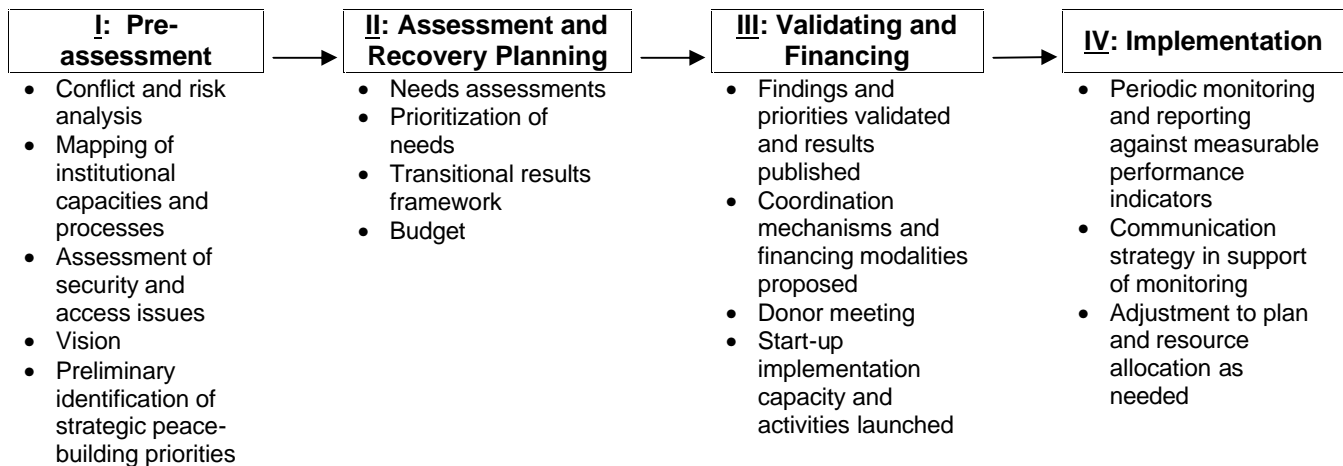 I: Pre-
assessment
• Conflict and risk
analysis
• Mapping of
institutional
capacities and
processes
• Assessment of
security and
access issues
• Vision
• Preliminary
identification of
strategic peace-
building priorities
II: Assessment and
Recovery Planning
• Needs assessments
• Prioritization of
needs
• Transitional results
framework
• Budget
III: Validating and
Financing
• Findings and
priorities validated
and results
published
• Coordination
mechanisms and
financing modalities
proposed
• Donor meeting
• Start-up
implementation
capacity and
activities launched
IV: Implementation
• Periodic monitoring
and reporting
against measurable
performance
indicators
• Communication
strategy in support
of monitoring
• Adjustment to plan
and resource
allocation as
needed